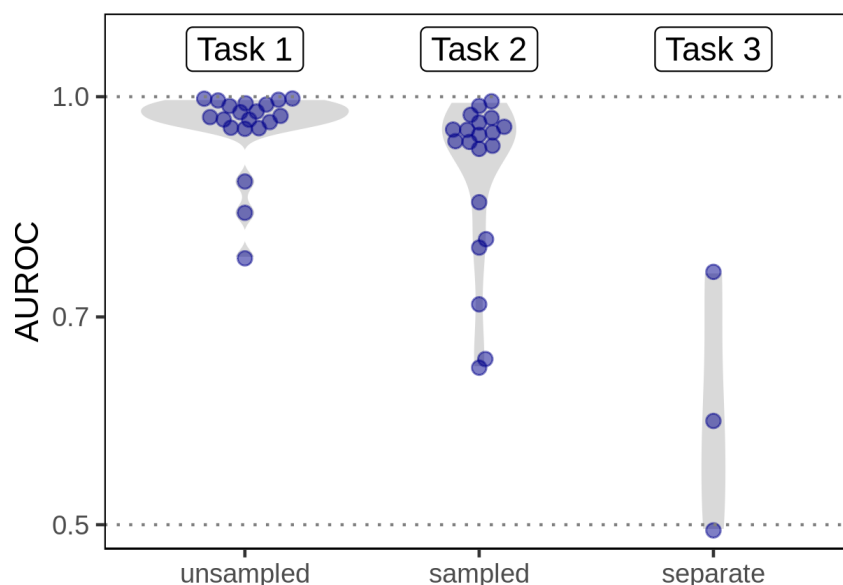 Task 1
Task 2
Task 3
1.0
0.7
0.5
AUROC
unsampled
sampled
separate